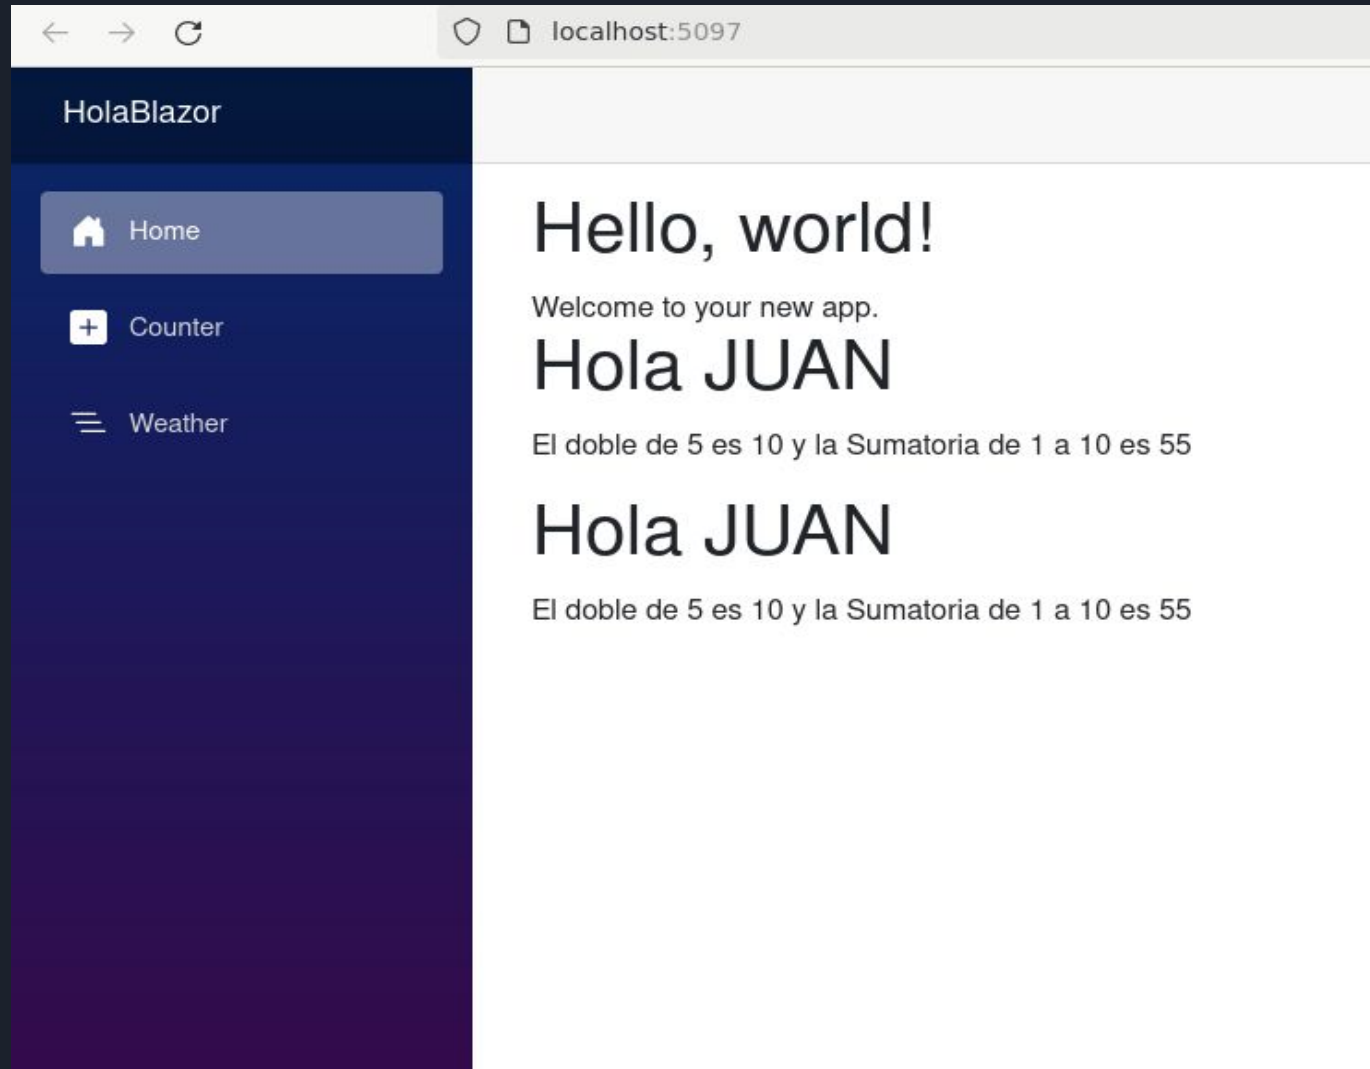 localhost:5097
HolaBlazor
Home
Counter
Weather
Hello, world!
Welcome to your new app.
Hola JUAN
El doble de 5 es 10 y la Sumatoria de 1 a 10 es 55
Hola JUAN
El doble de 5 es 10 y la Sumatoria de 1 a 10 es 55